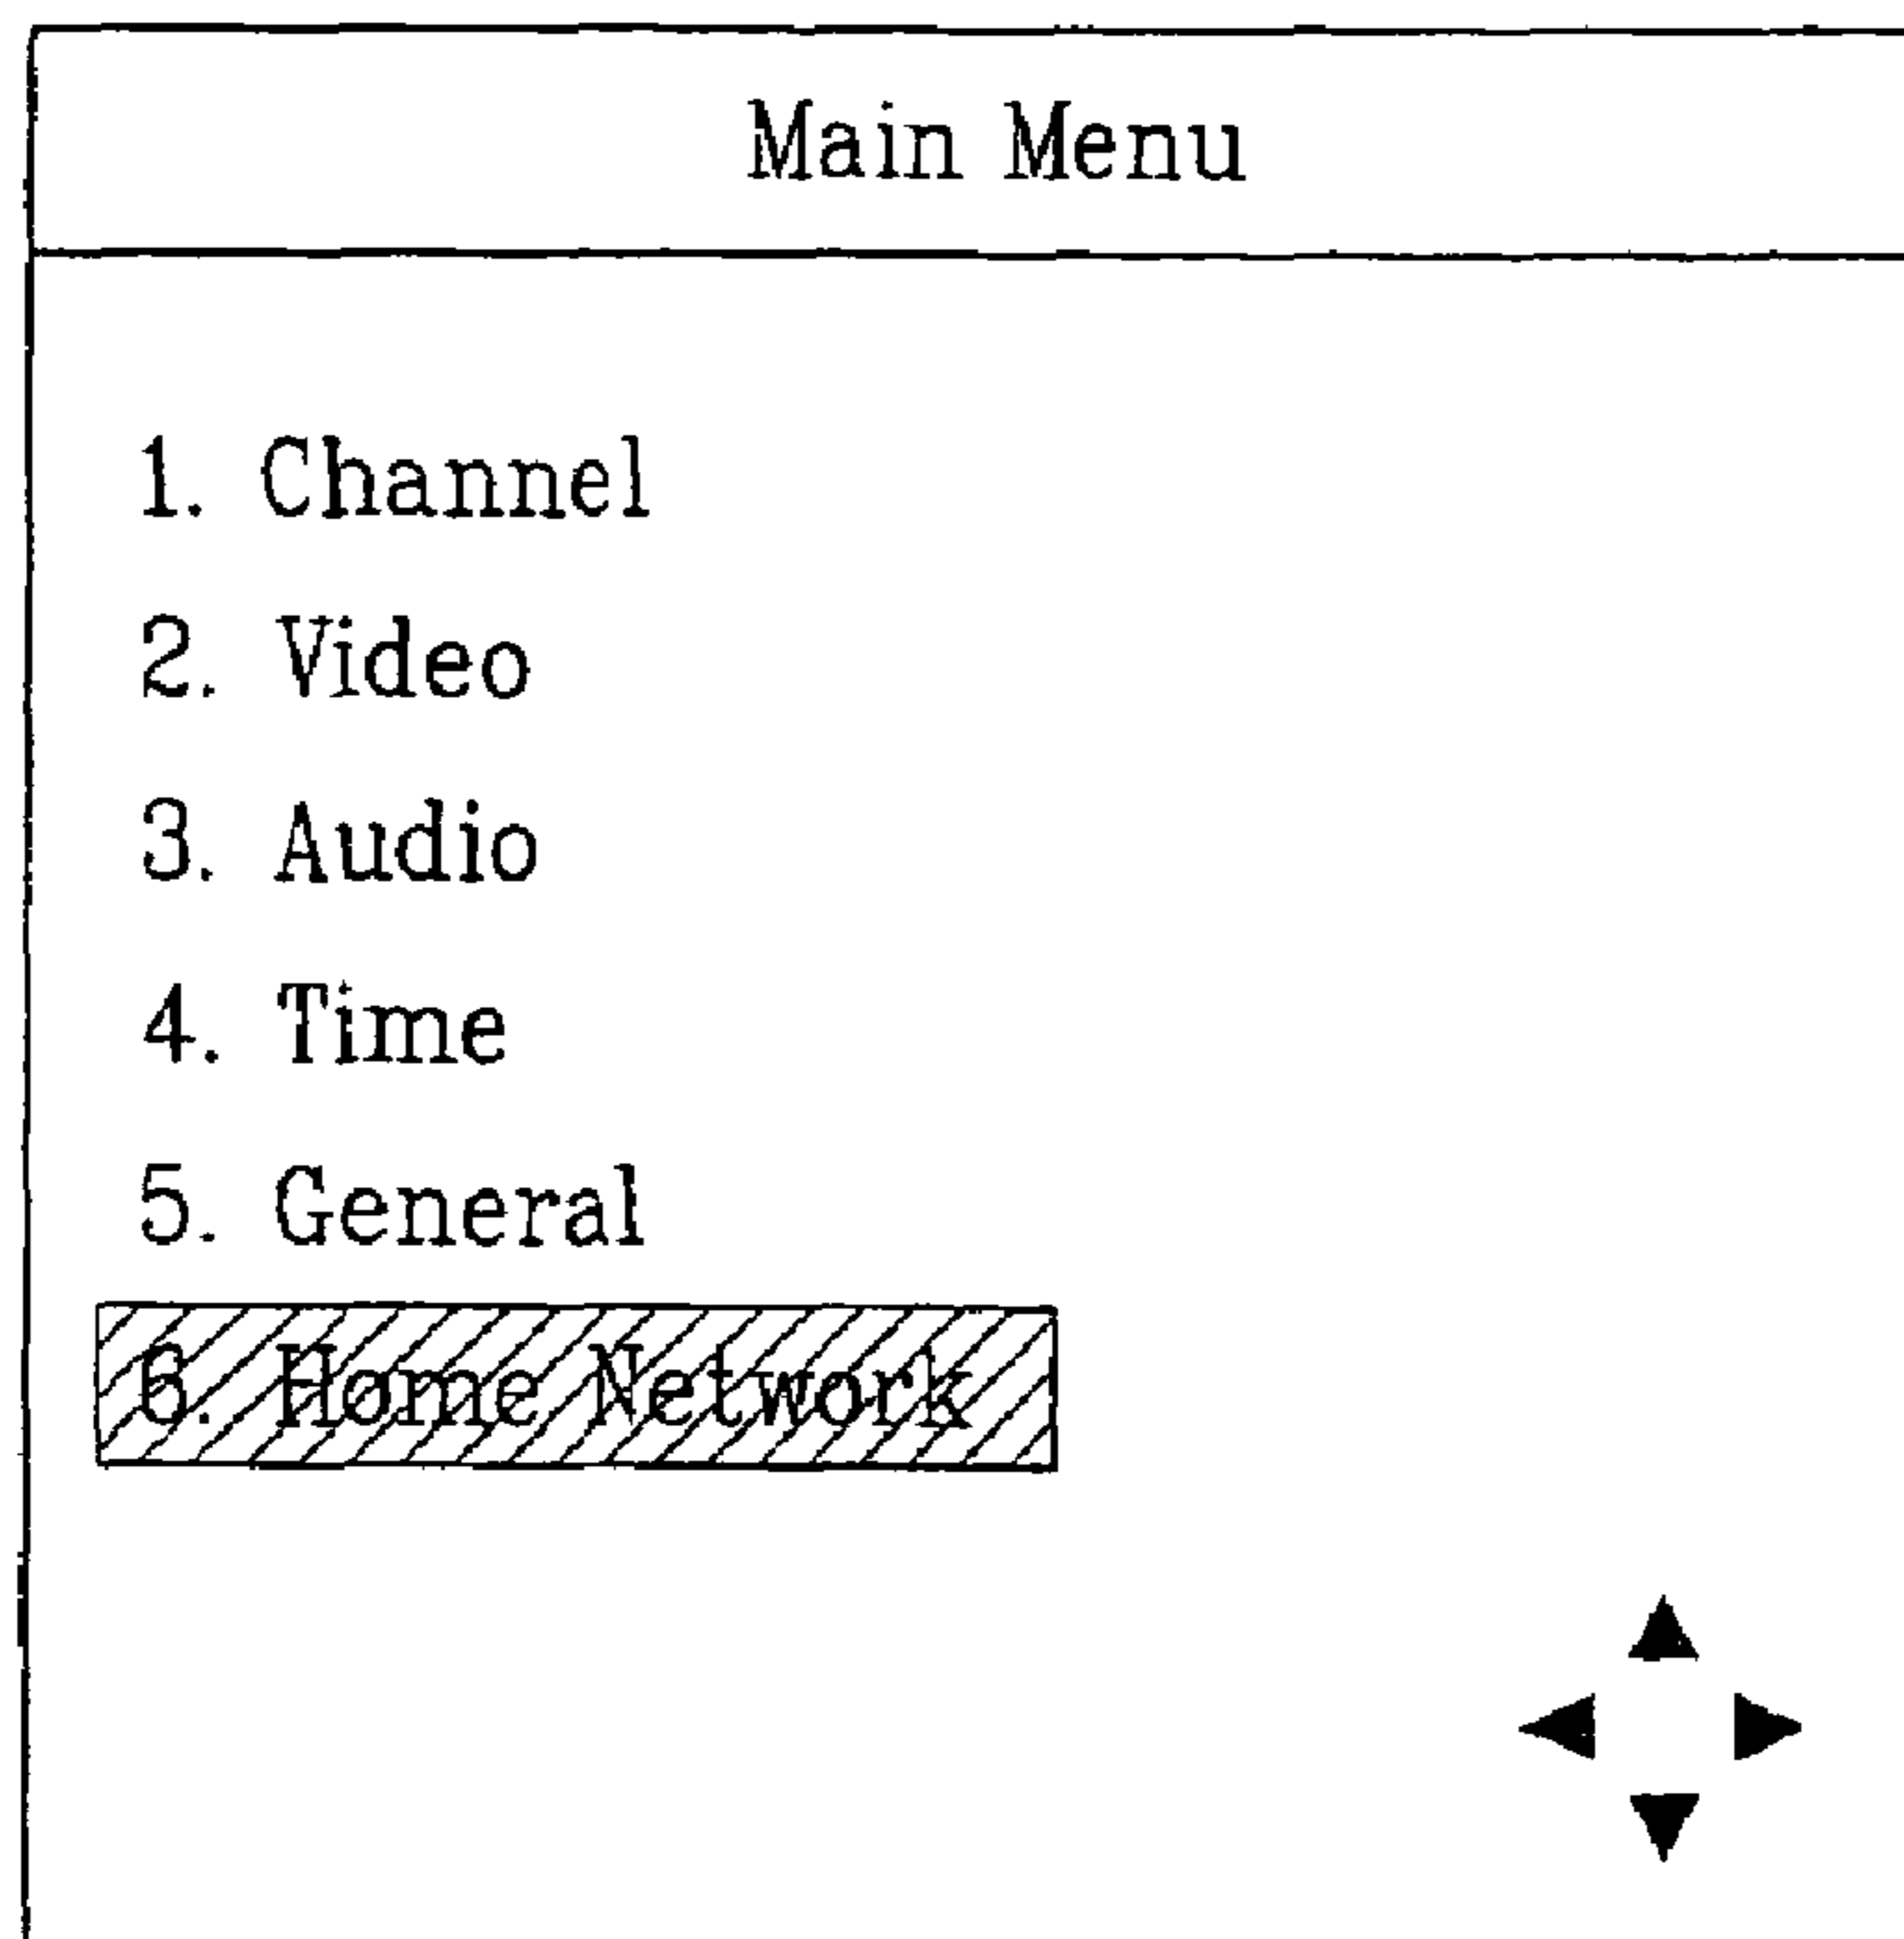 Main Menu
1. Channel
2. Video
3. Audio
4. Time
5. General
6. Home Network